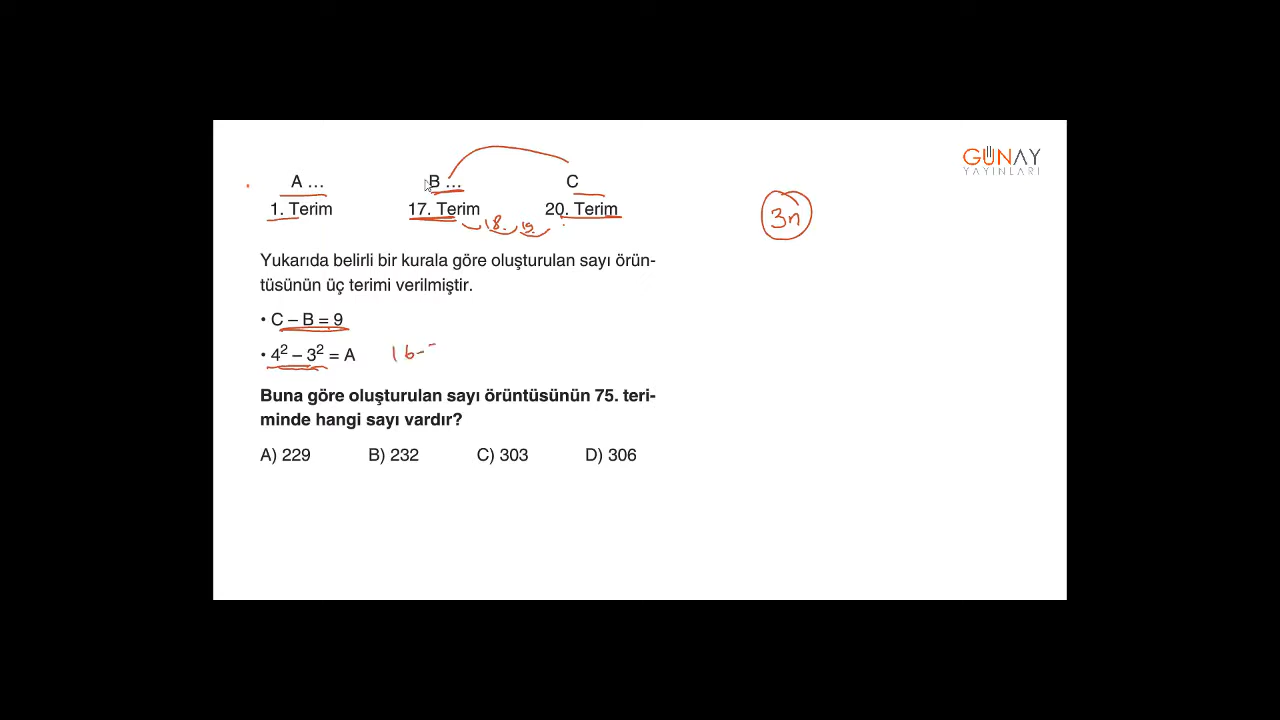 GÜNAY
YAYINLARI
A ... B ... C
1. Terim 17. Terim 20. Terim
18. 19.
3n
Yukarıda belirli bir kurala göre oluşturulan sayı örün-
tüsünün üç terimi verilmiştir.
• C – B = 9
• 4² – 3² = A 16-
Buna göre oluşturulan sayı örüntüsünün 75. teri-
minde hangi sayı vardır?
A) 229 B) 232 C) 303 D) 306